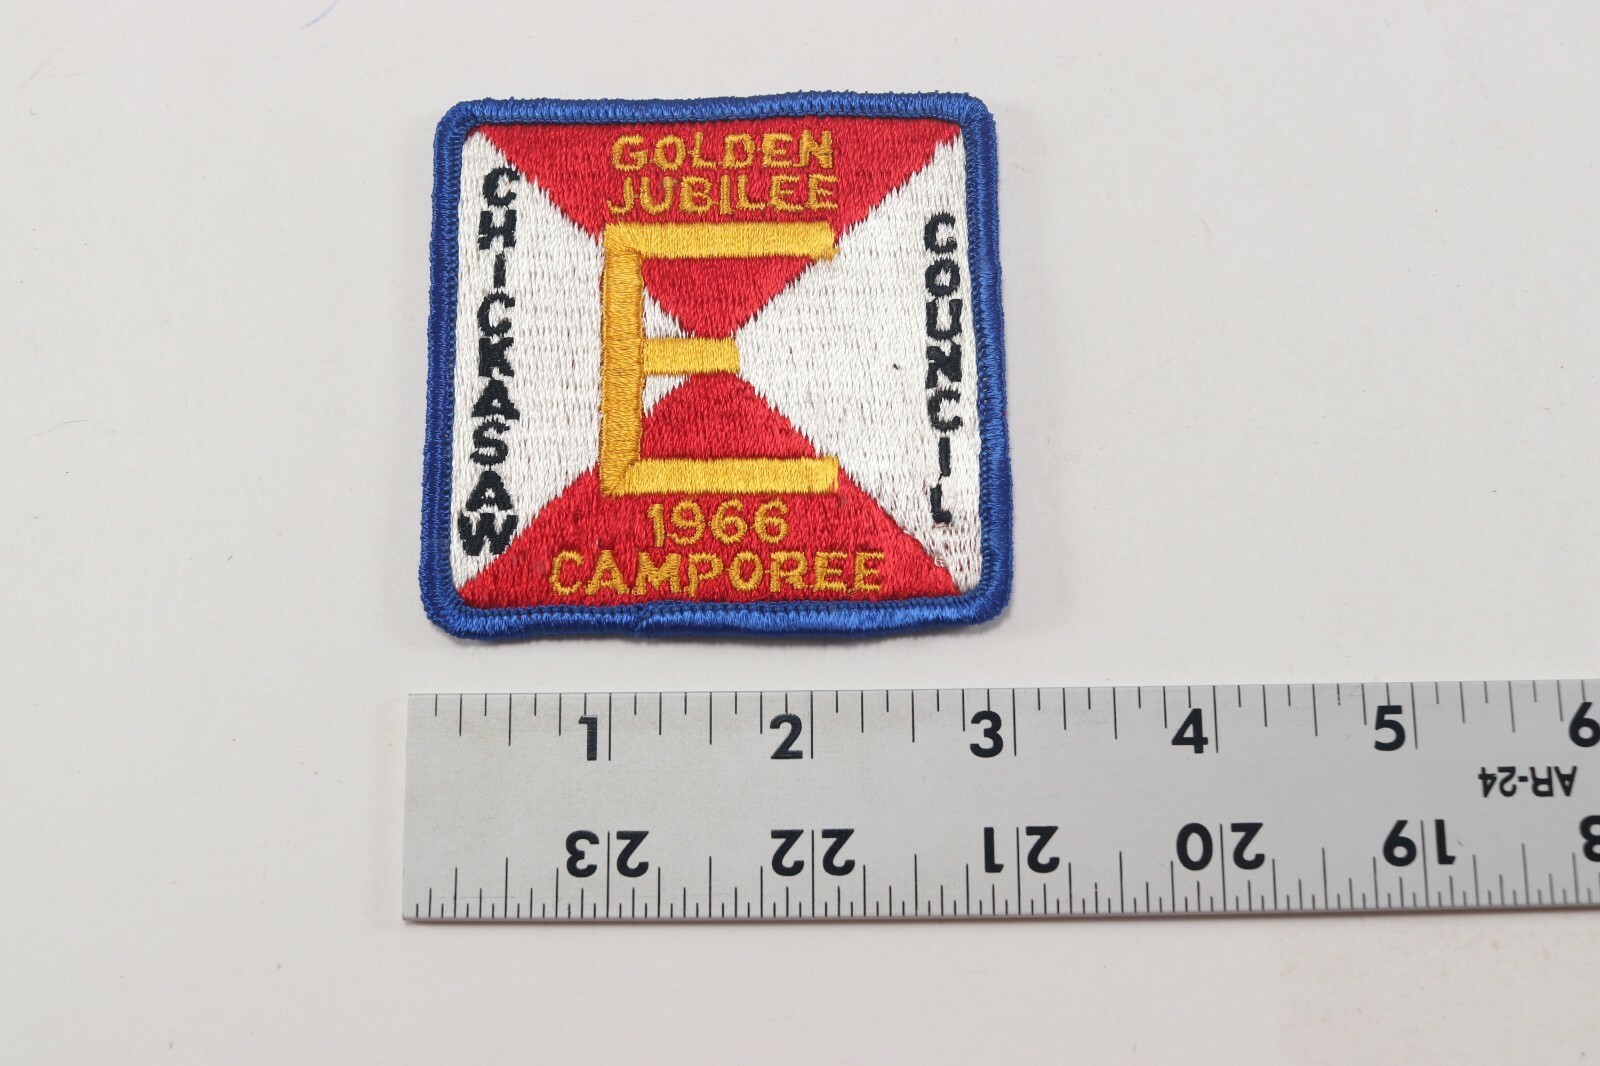 GOLDEN
JUBILEE
CHICKASAW
COUNCIL
E
1966
CAMPOREE
1 2 3 4 5 6
AR-24
23 22 21 20 19